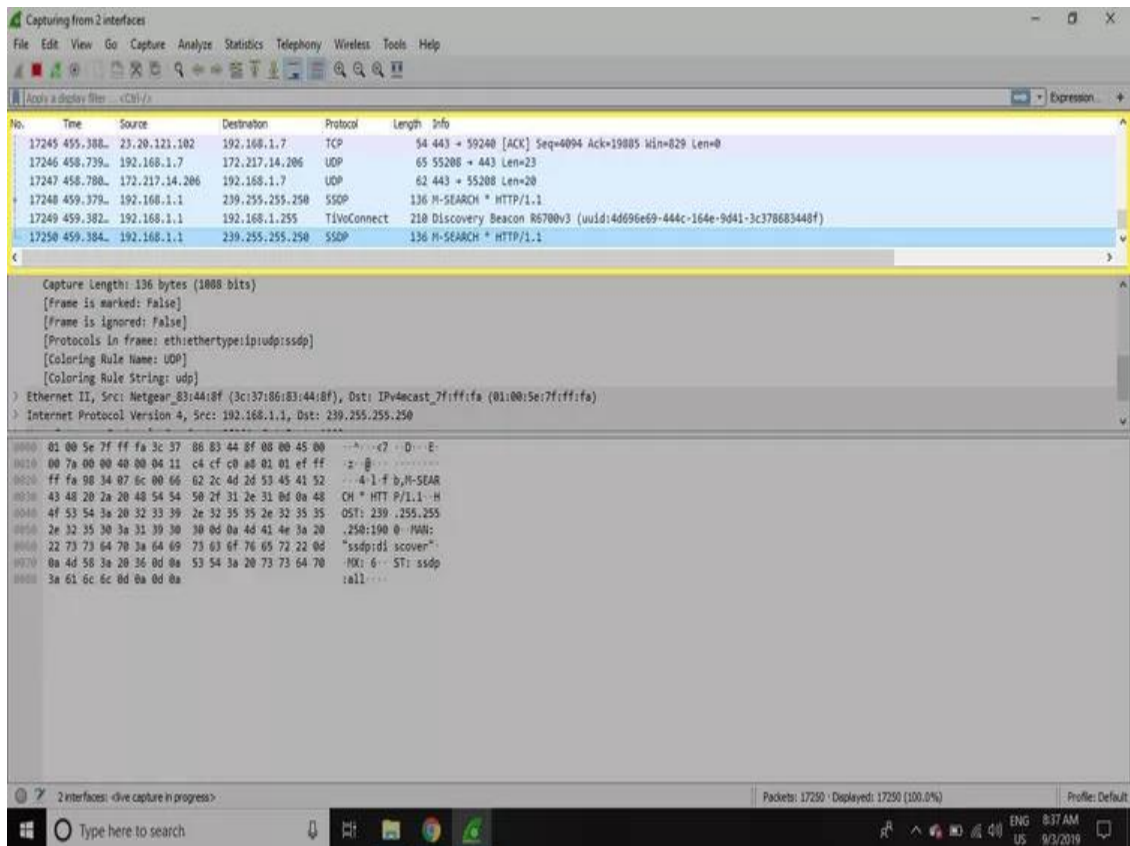 Capturing from 2 interfaces
File Edit View Go Capture Analyze Statistics Telephony Wireless Tools Help
Apply a display filter ... <Ctrl-/> Expression... +
No. Time Source Destination Protocol Length Info
17245 455.388… 23.20.121.102 192.168.1.7 TCP 54 443 → 59240 [ACK] Seq=4094 Ack=19885 Win=829 Len=0
17246 458.739… 192.168.1.7 172.217.14.206 UDP 65 55208 → 443 Len=23
17247 458.780… 172.217.14.206 192.168.1.7 UDP 62 443 → 55208 Len=20
17248 459.379… 192.168.1.1 239.255.255.250 SSDP 136 M-SEARCH * HTTP/1.1
17249 459.382… 192.168.1.1 192.168.1.255 TiVoConnect 210 Discovery Beacon R6700v3 (uuid:4d696e69-444c-164e-9d41-3c378683448f)
17250 459.384… 192.168.1.1 239.255.255.250 SSDP 136 M-SEARCH * HTTP/1.1
Capture Length: 136 bytes (1088 bits)
[Frame is marked: False]
[Frame is ignored: False]
[Protocols in frame: eth:ethertype:ip:udp:ssdp]
[Coloring Rule Name: UDP]
[Coloring Rule String: udp]
Ethernet II, Src: Netgear_83:44:8f (3c:37:86:83:44:8f), Dst: IPv4mcast_7f:ff:fa (01:00:5e:7f:ff:fa)
Internet Protocol Version 4, Src: 192.168.1.1, Dst: 239.255.255.250
0000 01 00 5e 7f ff fa 3c 37 86 83 44 8f 08 00 45 00 ··^···<7 ··D···E·
0010 00 7a 00 00 40 00 04 11 c4 cf c0 a8 01 01 ef ff ·z··@··· ········
0020 ff fa 98 34 07 6c 00 66 62 2c 4d 2d 53 45 41 52 ···4·l·f b,M-SEAR
0030 43 48 20 2a 20 48 54 54 50 2f 31 2e 31 0d 0a 48 CH * HTT P/1.1··H
0040 4f 53 54 3a 20 32 33 39 2e 32 35 35 2e 32 35 35 OST: 239 .255.255
0050 2e 32 35 30 3a 31 39 30 30 0d 0a 4d 41 4e 3a 20 .250:190 0··MAN:
0060 22 73 73 64 70 3a 64 69 73 63 6f 76 65 72 22 0d "ssdp:di scover"·
0070 0a 4d 58 3a 20 36 0d 0a 53 54 3a 20 73 73 64 70 ·MX: 6·· ST: ssdp
0080 3a 61 6c 6c 0d 0a 0d 0a :all····
2 interfaces: <live capture in progress> Packets: 17250 · Displayed: 17250 (100.0%) Profile: Default
Type here to search ENG 8:37 AM
US 9/3/2019